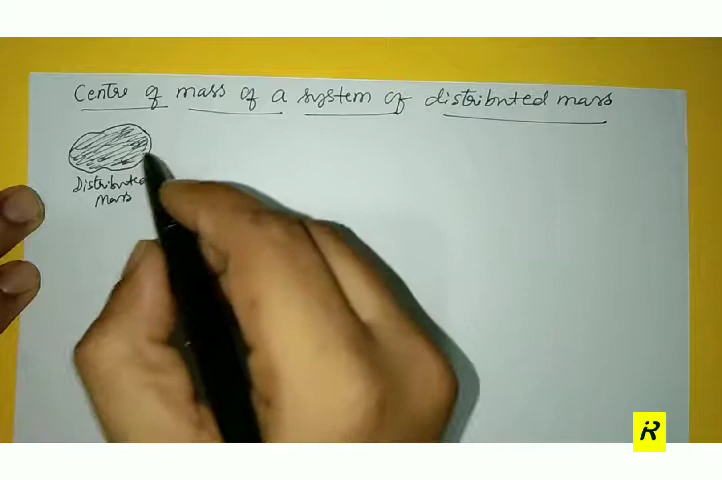 Centre of mass of a system of distributed mass
Distributed
Mass
R